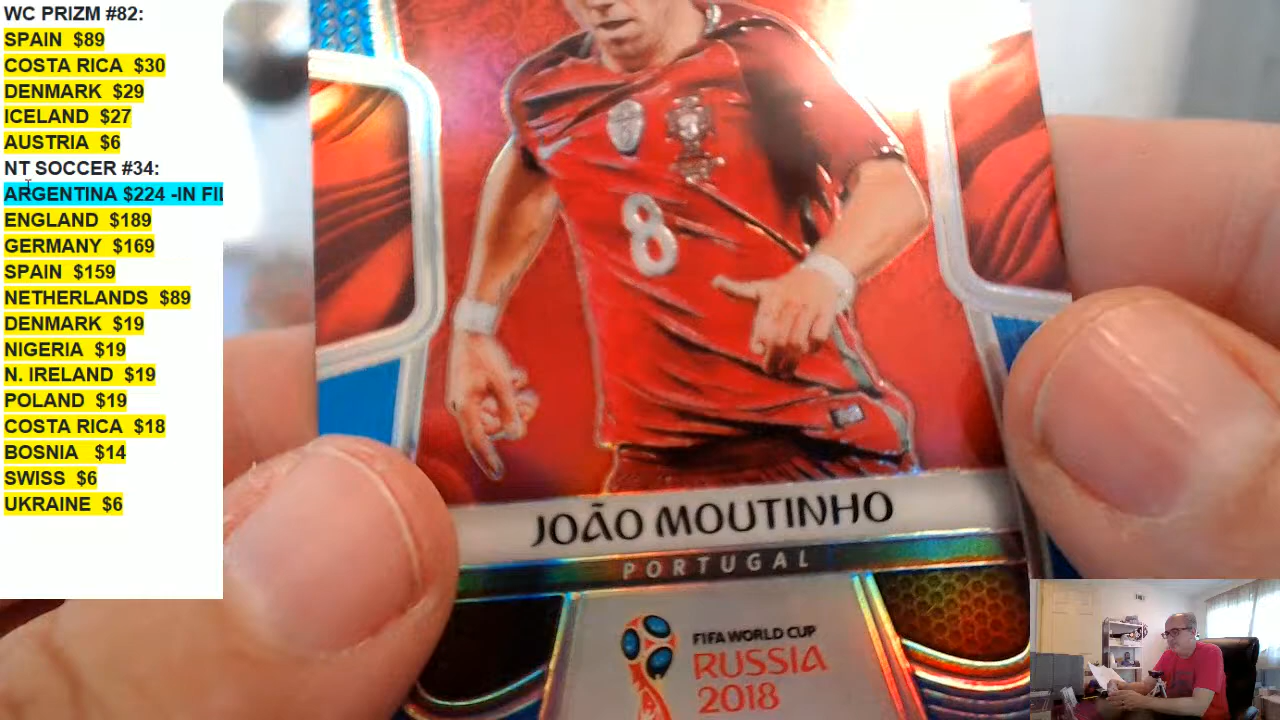 WC PRIZM #82:
SPAIN $89
COSTA RICA $30
DENMARK $29
ICELAND $27
AUSTRIA $6
NT SOCCER #34:
ARGENTINA $224 -IN FIL
ENGLAND $189
GERMANY $169
SPAIN $159
NETHERLANDS $89
DENMARK $19
NIGERIA $19
N. IRELAND $19
POLAND $19
COSTA RICA $18
BOSNIA $14
SWISS $6
UKRAINE $6
8
JOÃO MOUTINHO
PORTUGAL
FIFA WORLD CUP
RUSSIA
2018